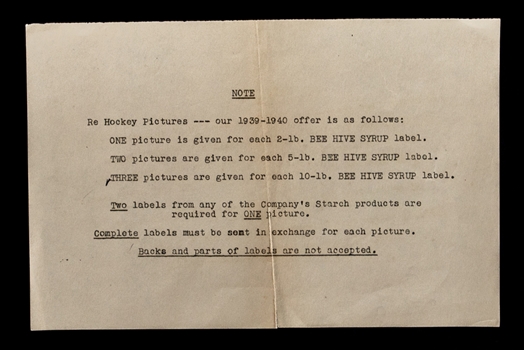 NOTE
Re Hockey Pictures --- our 1939-1940 offer is as follows:
ONE picture is given for each 2-lb. BEE HIVE SYRUP label.
TWO pictures are given for each 5-lb. BEE HIVE SYRUP label.
THREE pictures are given for each 10-lb. BEE HIVE SYRUP label.
Two labels from any of the Company's Starch products are
required for ONE picture.
Complete labels must be sent in exchange for each picture.
Backs and parts of labels are not accepted.